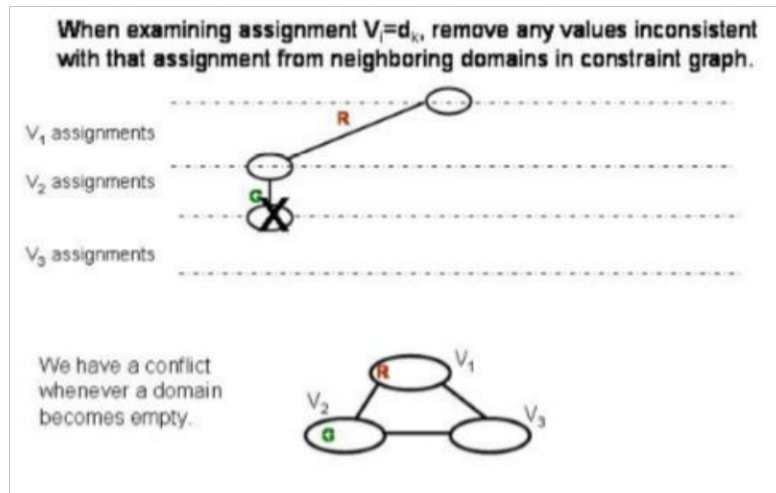 When examining assignment Vᵢ=dₖ, remove any values inconsistent
with that assignment from neighboring domains in constraint graph.
R
V₁ assignments
V₂ assignments
G
X
V₃ assignments
We have a conflict
whenever a domain
becomes empty.
R
V₁
V₂
G
V₃